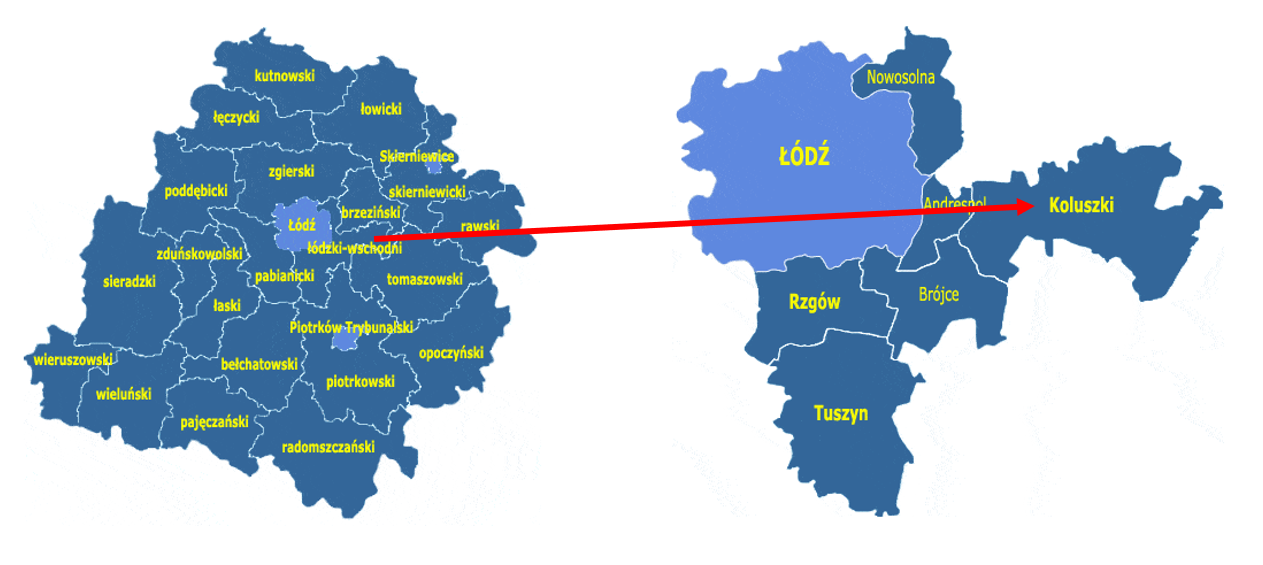 kutnowski
łowicki
łęczycki
Skierniewice
zgierski
poddębicki
skierniewicki
brzeziński
Łódź
rawski
łódzki-wschodni
zduńskowolski
pabianicki
tomaszowski
sieradzki
łaski
Piotrków Trybunalski
opoczyński
wieruszowski
bełchatowski
piotrkowski
wieluński
pajęczański
radomszczański
Nowosolna
ŁÓDŹ
Andrespol
Koluszki
Brójce
Rzgów
Tuszyn